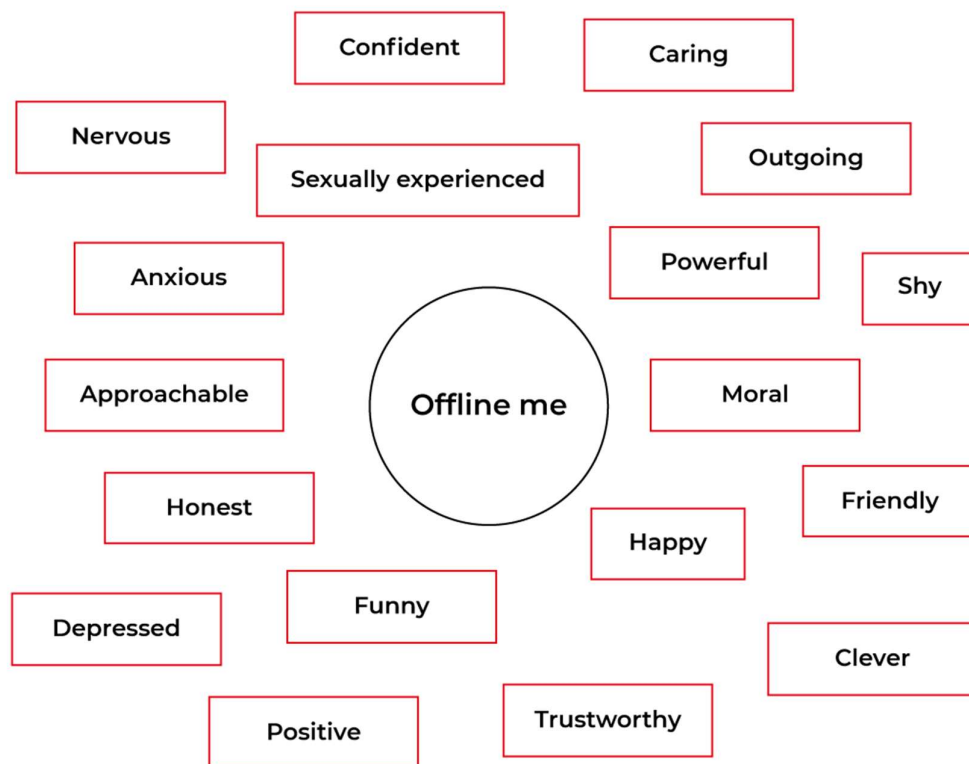 Confident
Caring
Nervous
Outgoing
Sexually experienced
Powerful
Anxious
Shy
Approachable
Offline me
Moral
Honest
Friendly
Happy
Funny
Depressed
Clever
Positive
Trustworthy